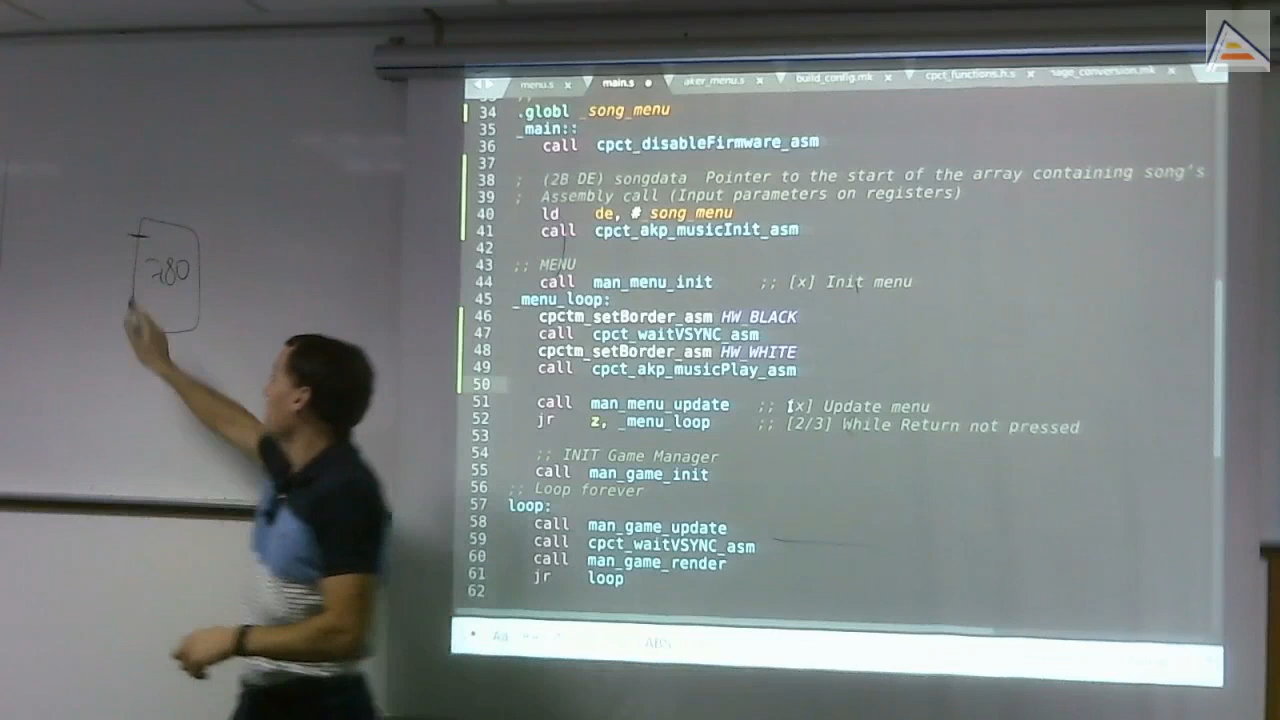 menu.s x main.s aker_menu.s x build_config.mk x cpct_functions.h.s x
34 .globl _song_menu
35 _main::
36 call cpct_disableFirmware_asm
37
38 ; (2B DE) songdata Pointer to the start of the array containing song's
39 ; Assembly call (Input parameters on registers)
40 ld de, #_song_menu
41 call cpct_akp_musicInit_asm
42
43 ;; MENU
44 call man_menu_init ;; [x] Init menu
45 _menu_loop:
46 cpctm_setBorder_asm HW_BLACK
47 call cpct_waitVSYNC_asm
48 cpctm_setBorder_asm HW_WHITE
49 call cpct_akp_musicPlay_asm
50
51 call man_menu_update ;; [x] Update menu
52 jr z, _menu_loop ;; [2/3] While Return not pressed
53
54 ;; INIT Game Manager
55 call man_game_init
56 ;; Loop forever
57 loop:
58 call man_game_update
59 call cpct_waitVSYNC_asm
60 call man_game_render
61 jr loop
62
Z80